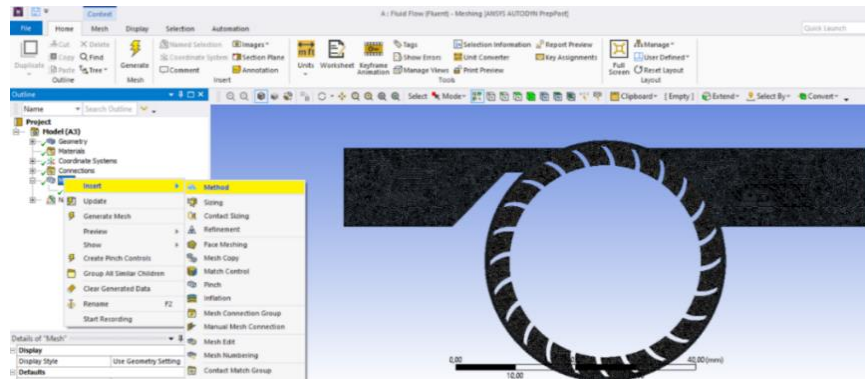 Context
A : Fluid Flow (Fluent) - Meshing [ANSYS AUTODYN PrepPost]
File Home Mesh Display Selection Automation Quick Launch
Duplicate Cut Delete Copy Find Paste Tree Outline
Generate Mesh
Named Selection Coordinate System Comment Images Section Plane Annotation Insert
Units Worksheet Keyframe Animation Tags Show Errors Manage Views Selection Information Unit Converter Print Preview Report Preview Key Assignments Tools
Full Screen Manage User Defined Reset Layout Layout
Outline
Name Search Outline
Select Mode Clipboard [Empty] Extend Select By Convert
Project
Model (A3)
Geometry
Materials
Coordinate Systems
Connections
Insert
Update
Generate Mesh
Preview
Show
Create Pinch Controls
Group All Similar Children
Clear Generated Data
Rename F2
Start Recording
Method
Sizing
Contact Sizing
Refinement
Face Meshing
Mesh Copy
Match Control
Pinch
Inflation
Mesh Connection Group
Manual Mesh Connection
Mesh Edit
Mesh Numbering
Contact Match Group
Details of "Mesh"
Display
Display Style Use Geometry Setting
Defaults
0.00 40.00 (mm)
10.00